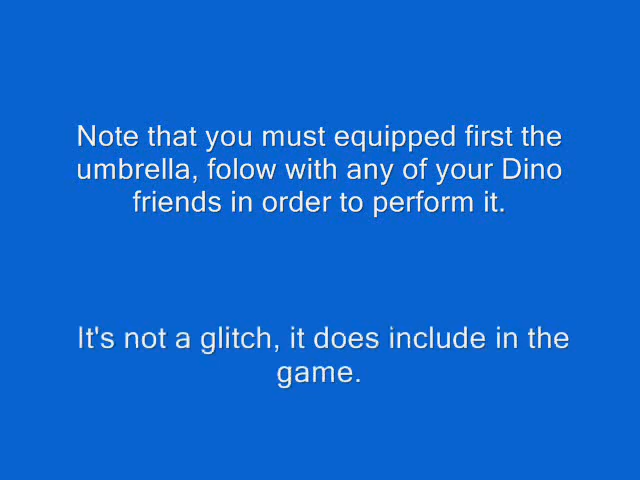 Note that you must equipped first the
umbrella, folow with any of your Dino
friends in order to perform it.
It's not a glitch, it does include in the
game.